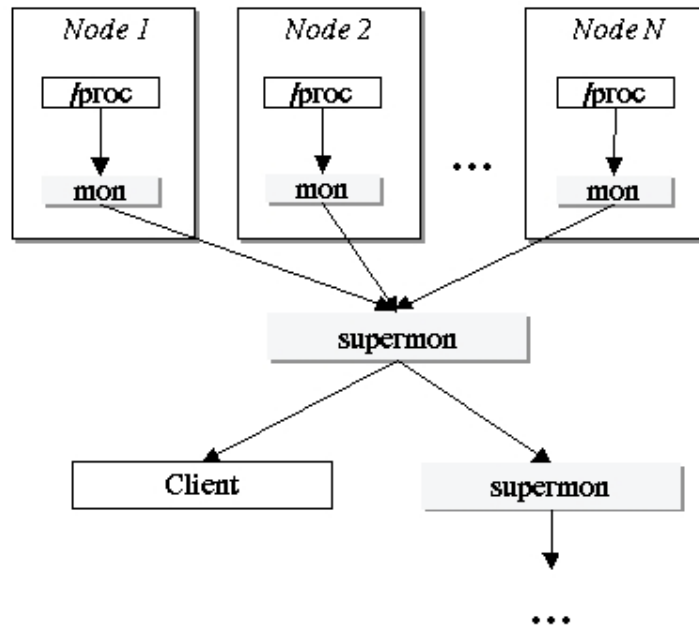 Node 1
Node 2
Node N
/proc
/proc
/proc
...
mon
mon
mon
supermon
Client
supermon
...